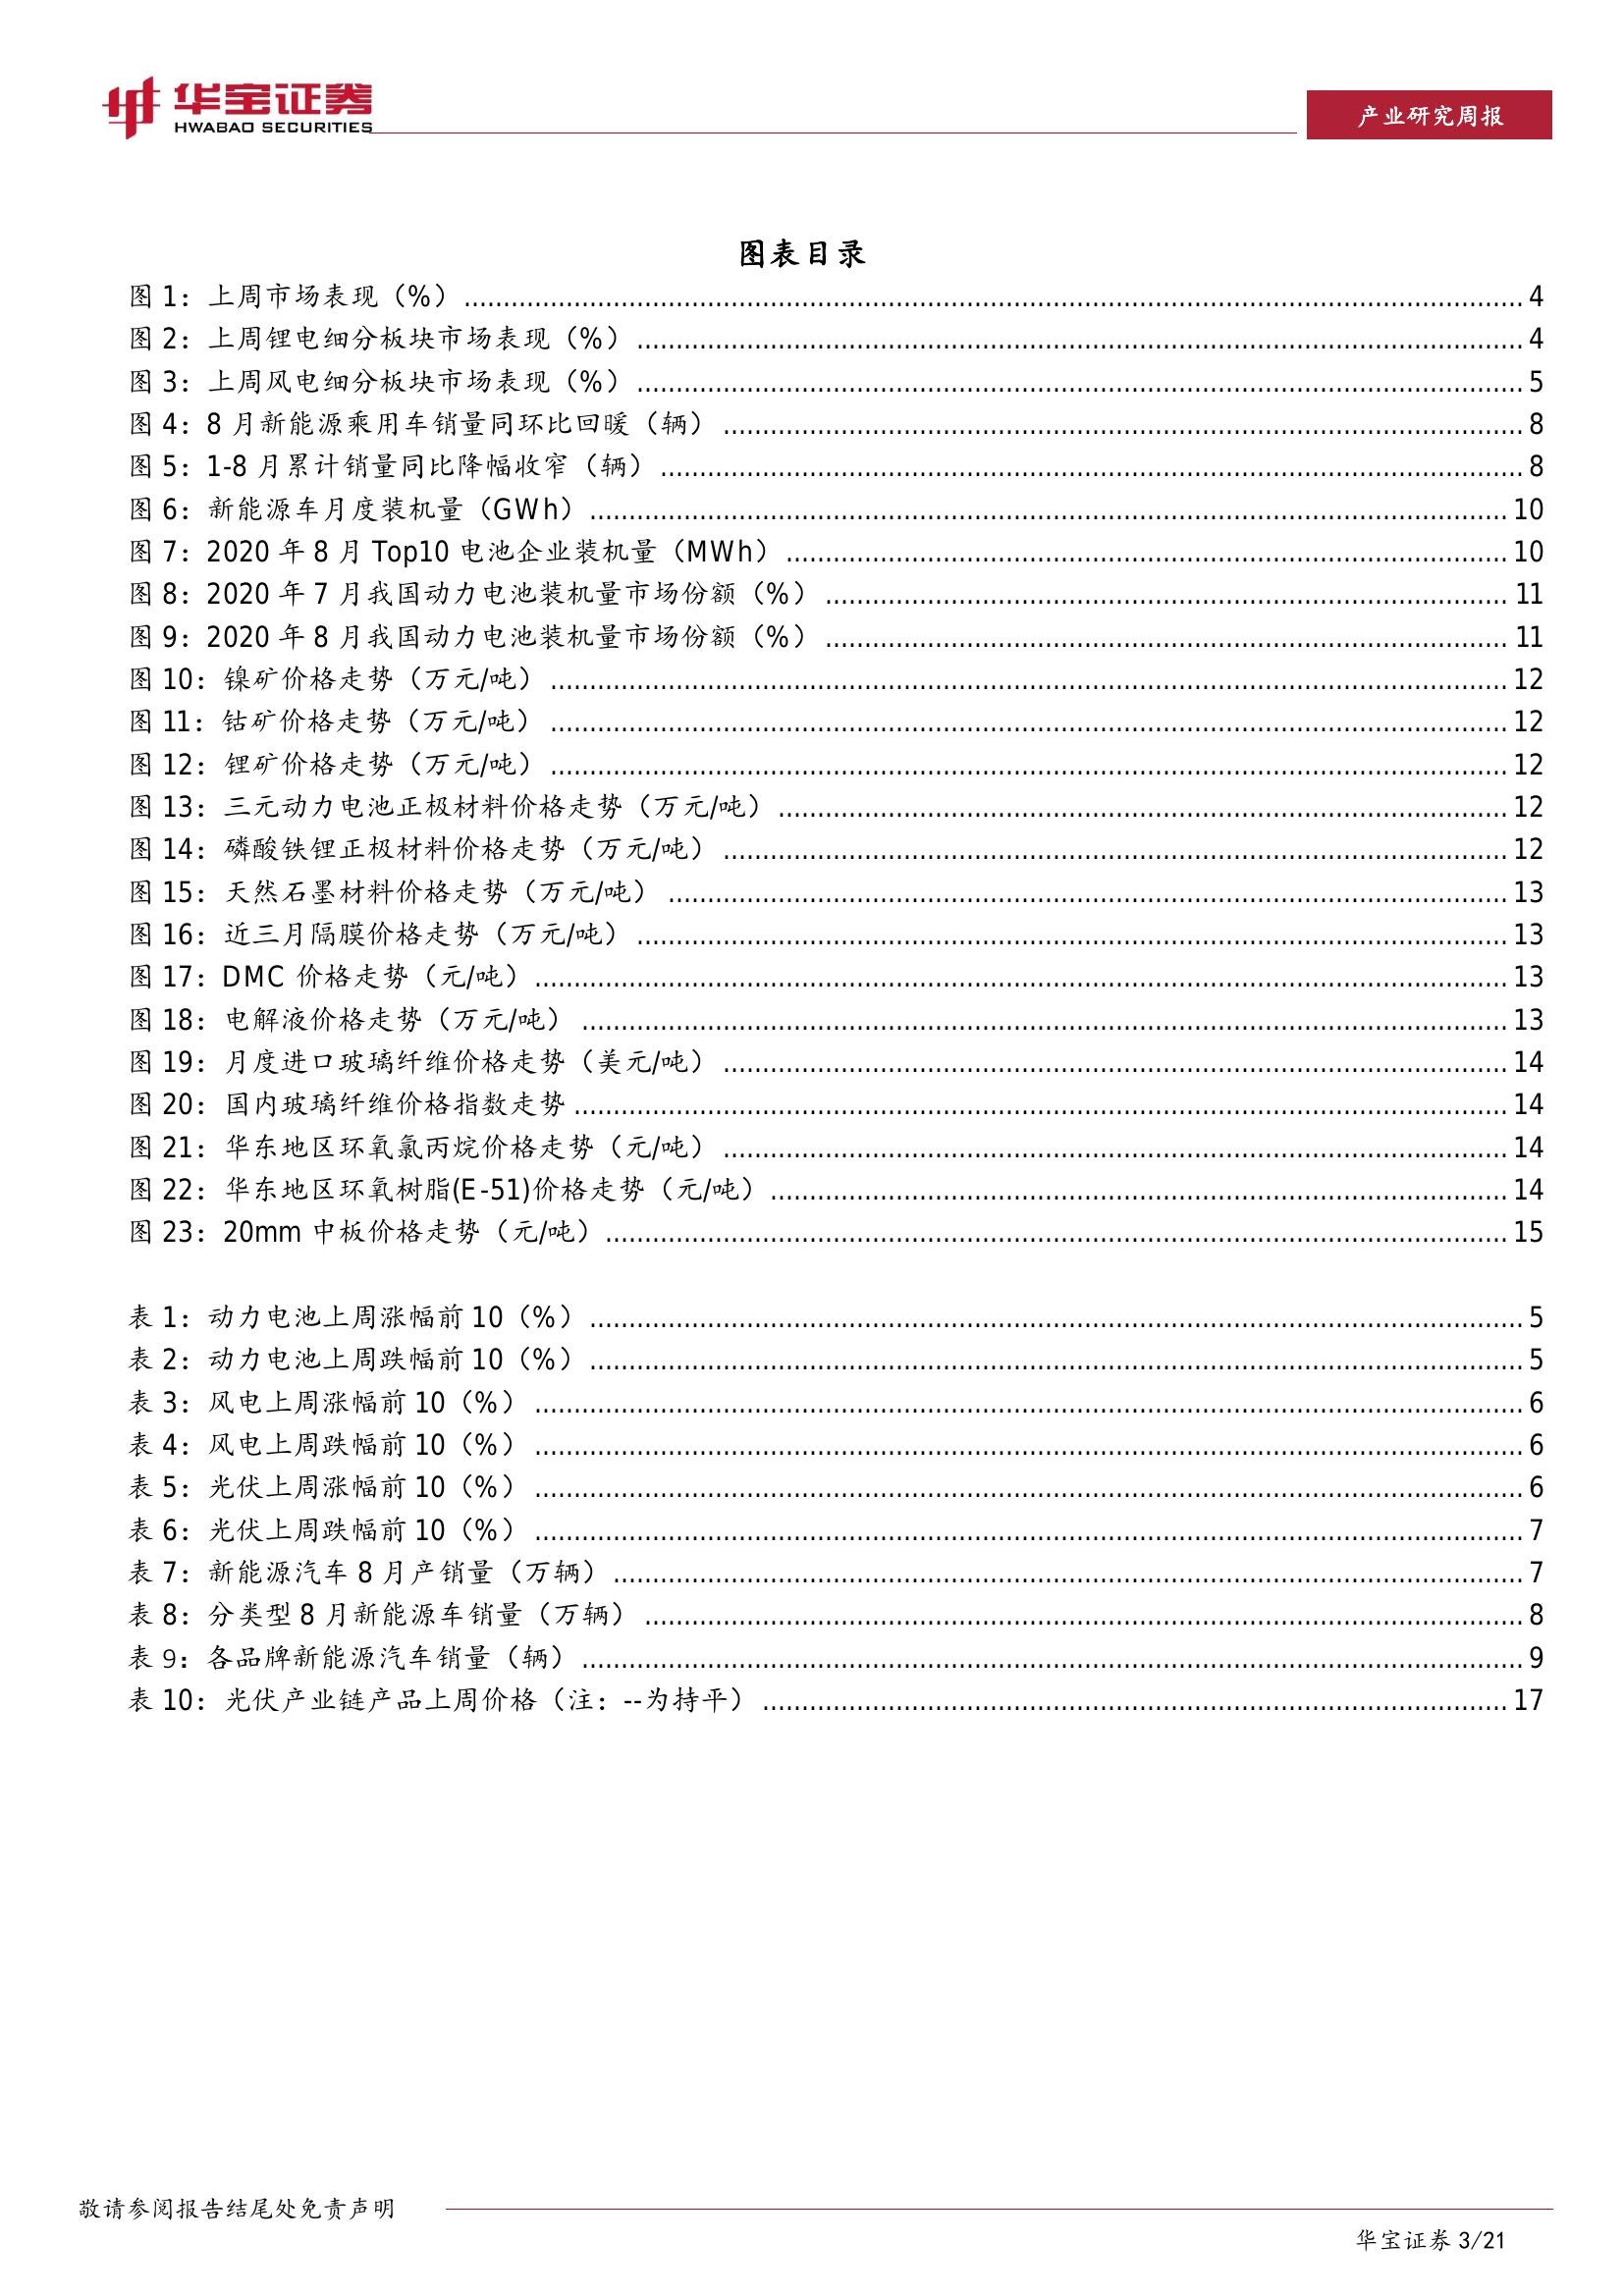 华宝证券
HWABAO SECURITIES
产业研究周报
图表目录
图 1：上周市场表现（%）........ 4
图 2：上周锂电细分板块市场表现（%）........ 4
图 3：上周风电细分板块市场表现（%）........ 5
图 4：8 月新能源乘用车销量同环比回暖（辆）........ 8
图 5：1-8 月累计销量同比降幅收窄（辆）........ 8
图 6：新能源车月度装机量（GWh）........ 10
图 7：2020 年 8 月 Top10 电池企业装机量（MWh）........ 10
图 8：2020 年 7 月我国动力电池装机量市场份额（%）........ 11
图 9：2020 年 8 月我国动力电池装机量市场份额（%）........ 11
图 10：镍矿价格走势（万元/吨）........ 12
图 11：钴矿价格走势（万元/吨）........ 12
图 12：锂矿价格走势（万元/吨）........ 12
图 13：三元动力电池正极材料价格走势（万元/吨）........ 12
图 14：磷酸铁锂正极材料价格走势（万元/吨）........ 12
图 15：天然石墨材料价格走势（万元/吨）........ 13
图 16：近三月隔膜价格走势（万元/吨）........ 13
图 17：DMC 价格走势（元/吨）........ 13
图 18：电解液价格走势（万元/吨）........ 13
图 19：月度进口玻璃纤维价格走势（美元/吨）........ 14
图 20：国内玻璃纤维价格指数走势........ 14
图 21：华东地区环氧氯丙烷价格走势（元/吨）........ 14
图 22：华东地区环氧树脂(E-51)价格走势（元/吨）........ 14
图 23：20mm 中板价格走势（元/吨）........ 15
表 1：动力电池上周涨幅前 10（%）........ 5
表 2：动力电池上周跌幅前 10（%）........ 5
表 3：风电上周涨幅前 10（%）........ 6
表 4：风电上周跌幅前 10（%）........ 6
表 5：光伏上周涨幅前 10（%）........ 6
表 6：光伏上周跌幅前 10（%）........ 7
表 7：新能源汽车 8 月产销量（万辆）........ 7
表 8：分类型 8 月新能源车销量（万辆）........ 8
表 9：各品牌新能源汽车销量（辆）........ 9
表 10：光伏产业链产品上周价格（注：--为持平）........ 17
敬请参阅报告结尾处免责声明
华宝证券 3/21